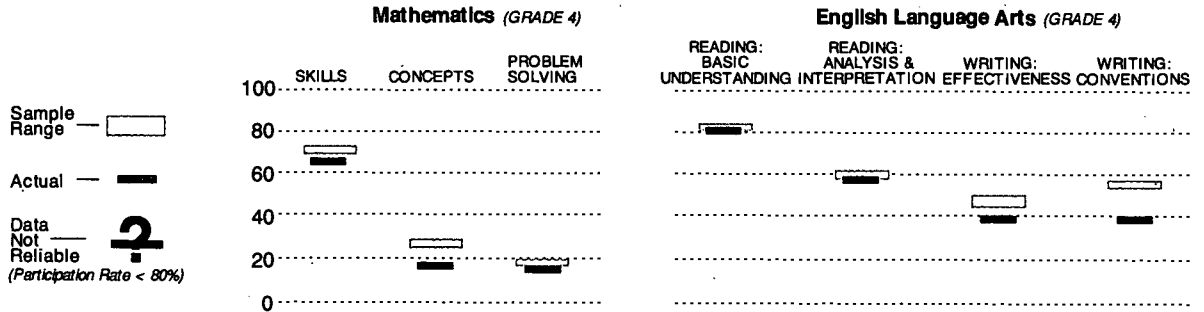 Mathematics (GRADE 4)
SKILLS
CONCEPTS
PROBLEM
SOLVING
English Language Arts (GRADE 4)
READING:
BASIC
UNDERSTANDING
READING:
ANALYSIS &
INTERPRETATION
WRITING:
EFFECTIVENESS
WRITING:
CONVENTIONS
100
80
60
40
20
0
Sample
Range
Actual
Data
Not
Reliable
?
(Participation Rate < 80%)